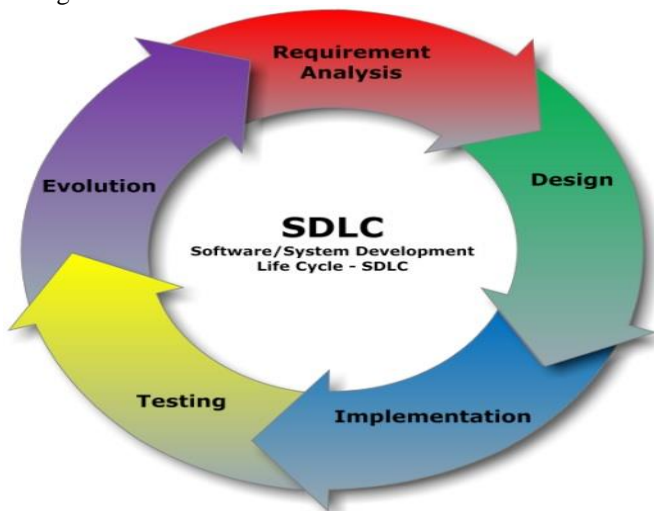 Requirement
Analysis
Design
Evolution
SDLC
Software/System Development
Life Cycle - SDLC
Testing
Implementation